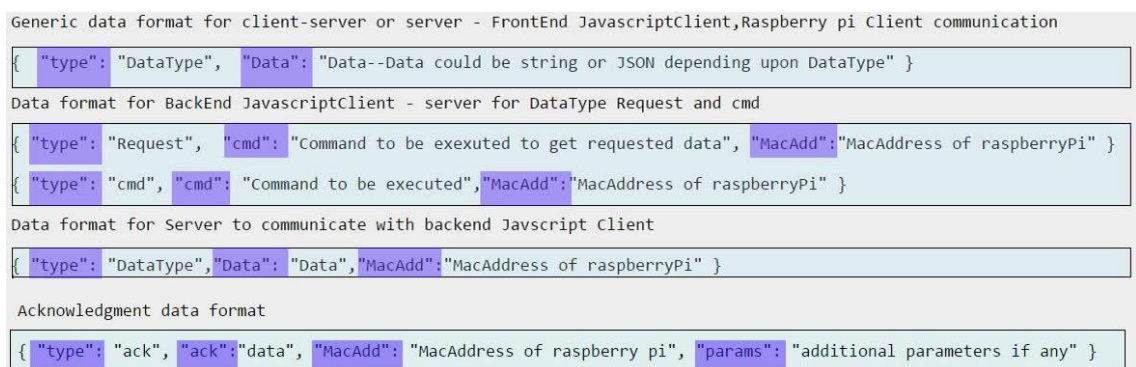 Generic data format for client-server or server - FrontEnd JavascriptClient,Raspberry pi Client communication
{ "type": "DataType", "Data": "Data--Data could be string or JSON depending upon DataType" }
Data format for BackEnd JavascriptClient - server for DataType Request and cmd
{ "type": "Request", "cmd": "Command to be exexuted to get requested data", "MacAdd":"MacAddress of raspberryPi" }
{ "type": "cmd", "cmd": "Command to be executed","MacAdd":"MacAddress of raspberryPi" }
Data format for Server to communicate with backend Javscript Client
{ "type": "DataType","Data": "Data","MacAdd":"MacAddress of raspberryPi" }
Acknowledgment data format
{ "type": "ack", "ack":"data", "MacAdd": "MacAddress of raspberry pi", "params": "additional parameters if any" }